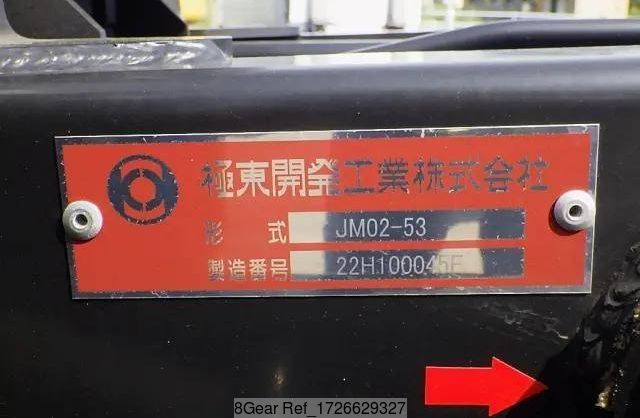 極東開発工業株式会社
形式 JM02-53
製造番号 22H100045E
8Gear Ref_1726629327